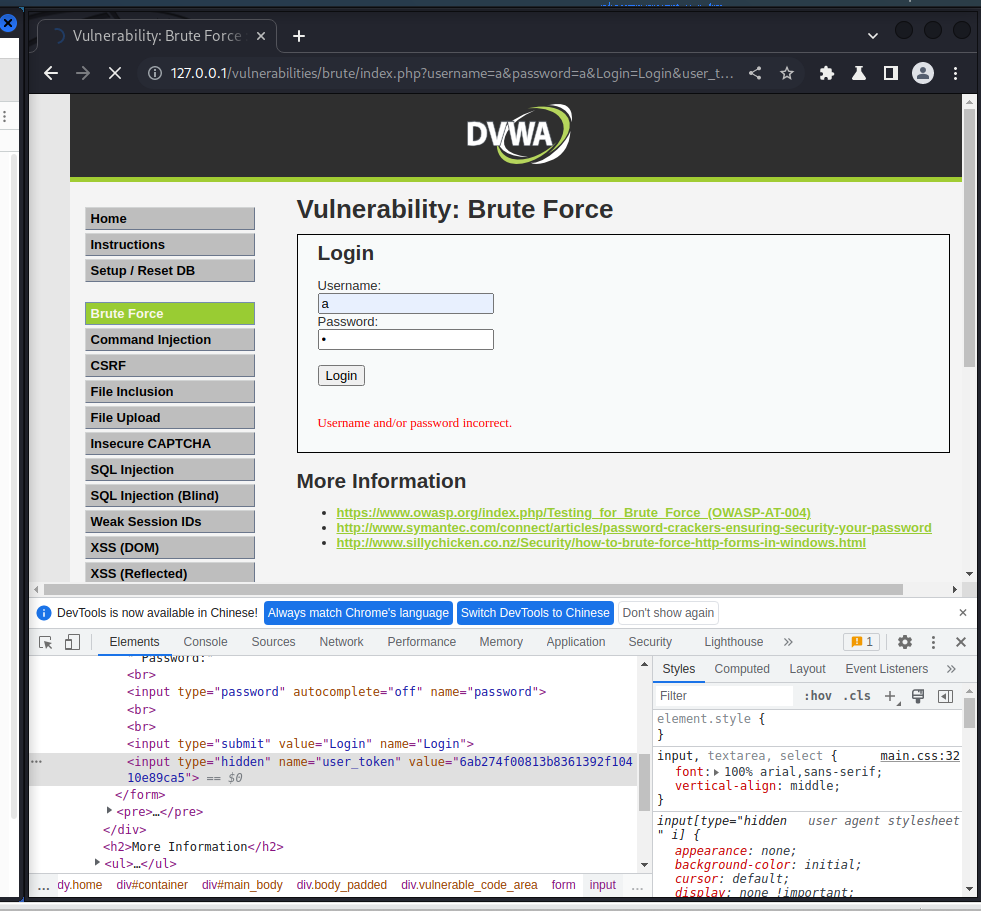 Vulnerability: Brute Force
127.0.0.1/vulnerabilities/brute/index.php?username=a&password=a&Login=Login&user_t...
DVWA
Home
Instructions
Setup / Reset DB
Brute Force
Command Injection
CSRF
File Inclusion
File Upload
Insecure CAPTCHA
SQL Injection
SQL Injection (Blind)
Weak Session IDs
XSS (DOM)
XSS (Reflected)
Vulnerability: Brute Force
Login
Username:
a
Password:
•
Login
Username and/or password incorrect.
More Information
• https://www.owasp.org/index.php/Testing_for_Brute_Force_(OWASP-AT-004)
• http://www.symantec.com/connect/articles/password-crackers-ensuring-security-your-password
• http://www.sillychicken.co.nz/Security/how-to-brute-force-http-forms-in-windows.html
DevTools is now available in Chinese! Always match Chrome's language Switch DevTools to Chinese Don't show again
Elements Console Sources Network Performance Memory Application Security Lighthouse » 1
Password:"
<br>
<input type="password" autocomplete="off" name="password">
<br>
<br>
<input type="submit" value="Login" name="Login">
<input type="hidden" name="user_token" value="6ab274f00813b8361392f104
10e89ca5"> == $0
</form>
<pre>…</pre>
</div>
<h2>More Information</h2>
<ul>…</ul>
... dy.home div#container div#main_body div.body_padded div.vulnerable_code_area form input ...
Styles Computed Layout Event Listeners »
Filter :hov .cls +
element.style {
}
input, textarea, select { main.css:32
font: 100% arial,sans-serif;
vertical-align: middle;
}
input[type="hidden user agent stylesheet
" i] {
appearance: none;
background-color: initial;
cursor: default;
display: none !important;